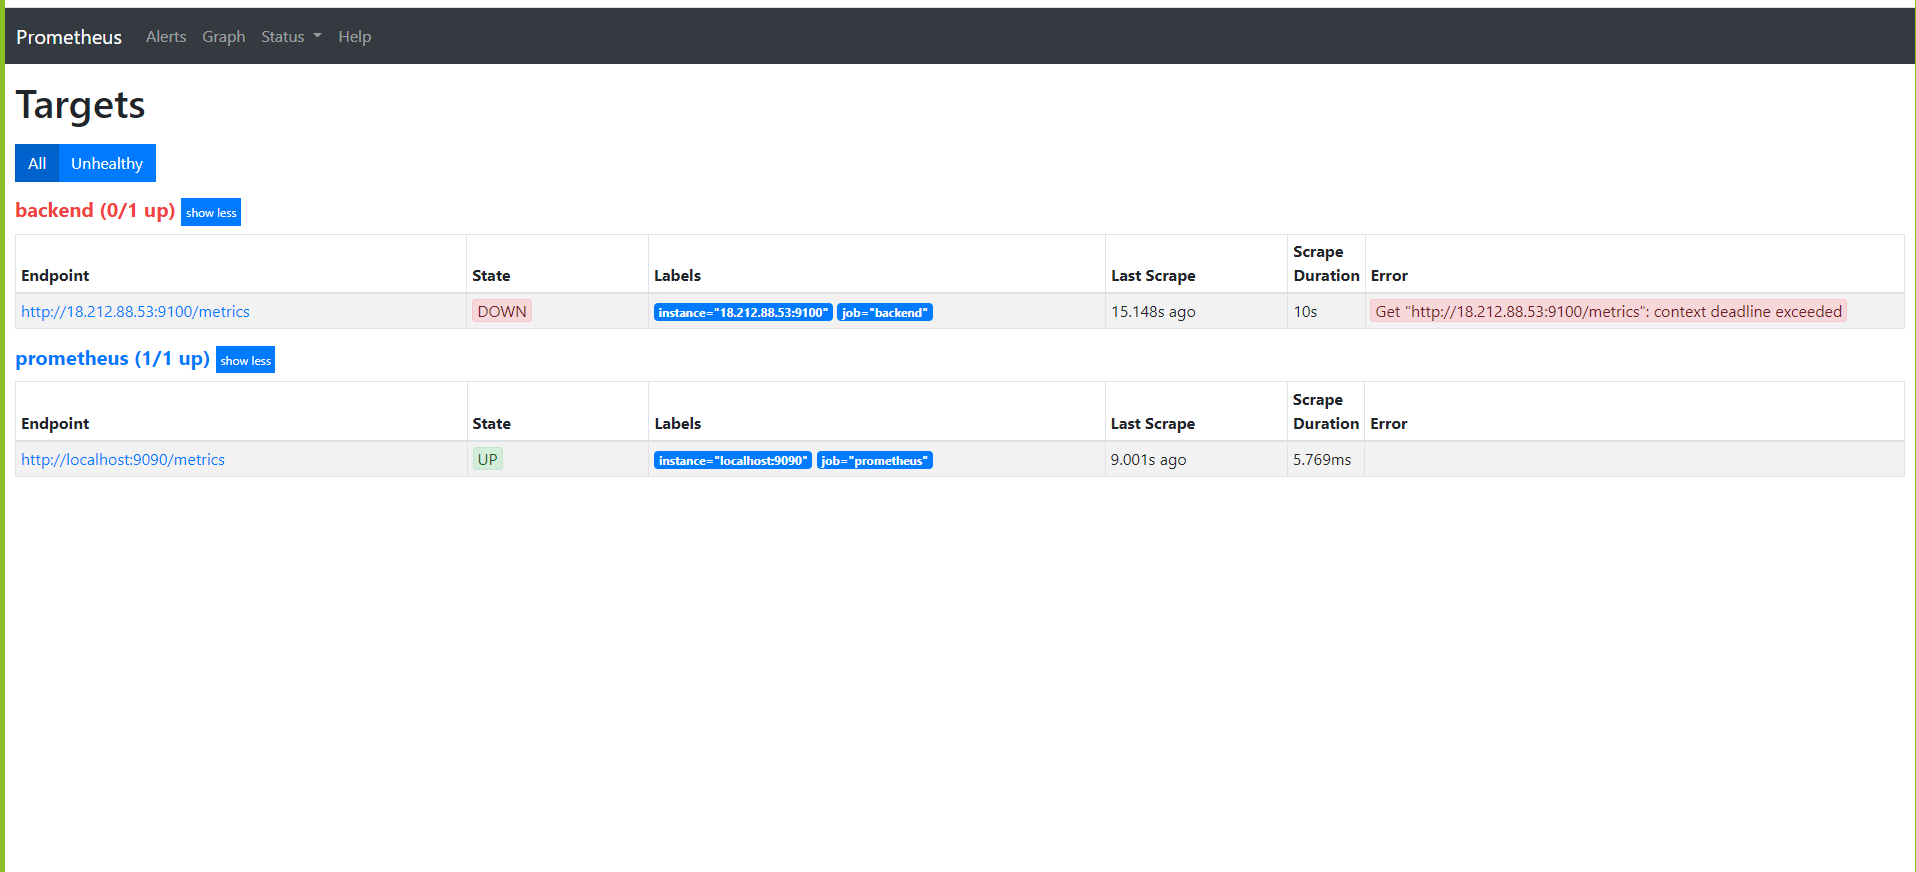 Prometheus Alerts Graph Status Help
Targets
All Unhealthy
backend (0/1 up) show less
Endpoint State Labels Last Scrape Scrape Duration Error
http://18.212.88.53:9100/metrics DOWN instance="18.212.88.53:9100" job="backend" 15.148s ago 10s Get "http://18.212.88.53:9100/metrics": context deadline exceeded
prometheus (1/1 up) show less
Endpoint State Labels Last Scrape Scrape Duration Error
http://localhost:9090/metrics UP instance="localhost:9090" job="prometheus" 9.001s ago 5.769ms